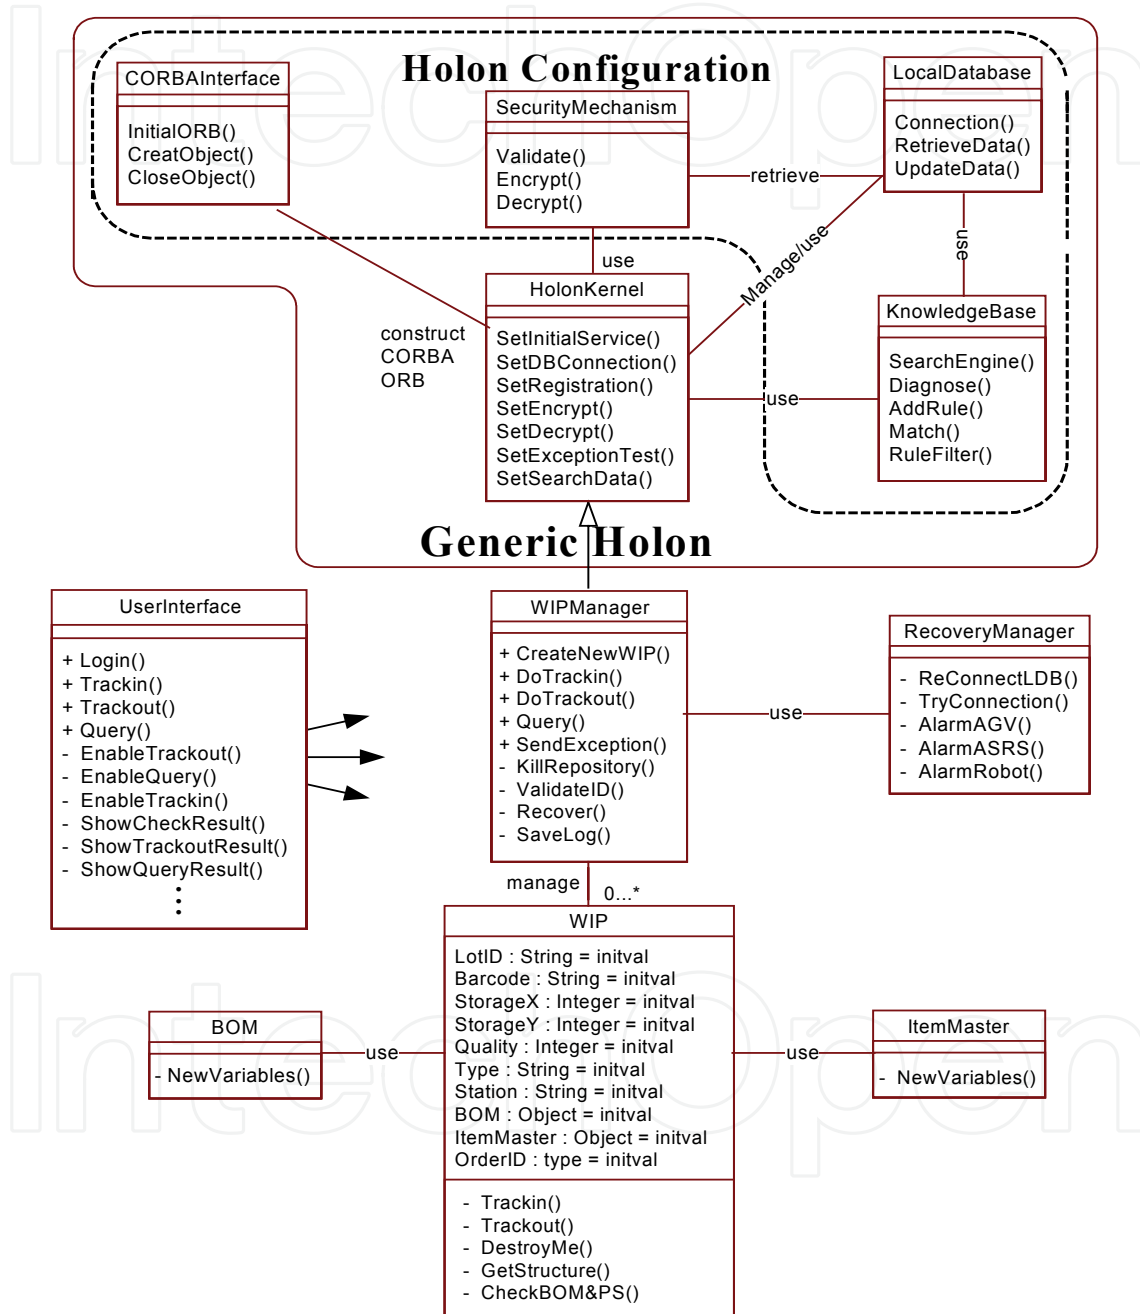 IntechOpen
Holon Configuration
CORBAInterface
InitialORB()
CreatObject()
CloseObject()
SecurityMechanism
Validate()
Encrypt()
Decrypt()
LocalDatabase
Connection()
RetrieveData()
UpdateData()
retrieve
Manage/use
use
use
construct
CORBA
ORB
HolonKernel
SetInitialService()
SetDBConnection()
SetRegistration()
SetEncrypt()
SetDecrypt()
SetExceptionTest()
SetSearchData()
use
KnowledgeBase
SearchEngine()
Diagnose()
AddRule()
Match()
RuleFilter()
Generic Holon
UserInterface
+ Login()
+ Trackin()
+ Trackout()
+ Query()
- EnableTrackout()
- EnableQuery()
- EnableTrackin()
- ShowCheckResult()
- ShowTrackoutResult()
- ShowQueryResult()
WIPManager
+ CreateNewWIP()
+ DoTrackin()
+ DoTrackout()
+ Query()
+ SendException()
- KillRepository()
- ValidateID()
- Recover()
- SaveLog()
use
RecoveryManager
- ReConnectLDB()
- TryConnection()
- AlarmAGV()
- AlarmASRS()
- AlarmRobot()
manage
0...*
WIP
LotID : String = initval
Barcode : String = initval
StorageX : Integer = initval
StorageY : Integer = initval
Quality : Integer = initval
Type : String = initval
Station : String = initval
BOM : Object = initval
ItemMaster : Object = initval
OrderID : type = initval
- Trackin()
- Trackout()
- DestroyMe()
- GetStructure()
- CheckBOM&PS()
BOM
- NewVariables()
use
use
ItemMaster
- NewVariables()
IntechOpen